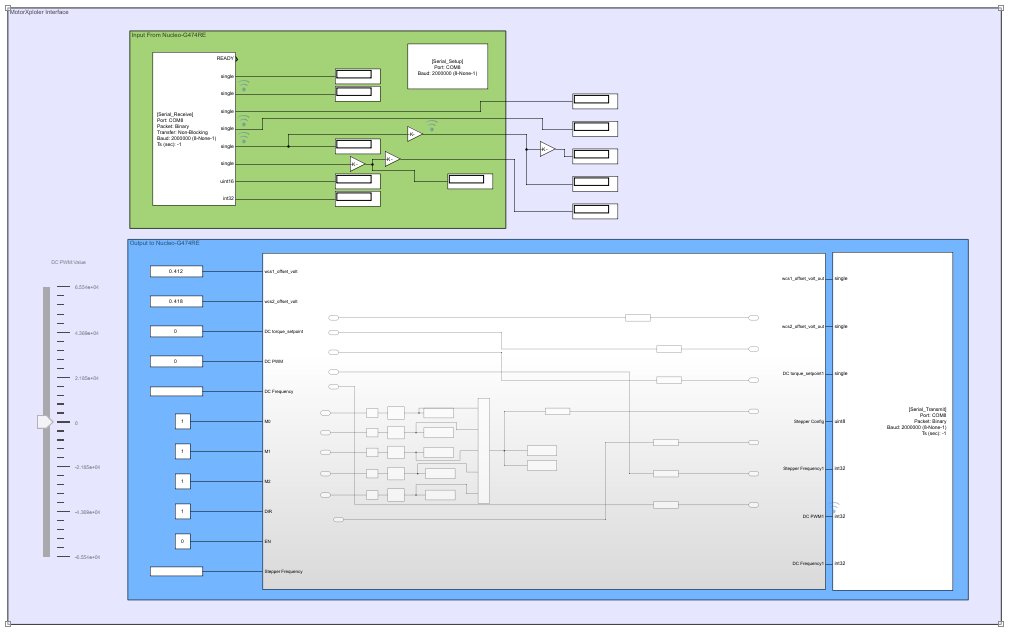 MotorXploler Interface
Input From Nucleo-G474RE
READY
single
single
single
single
single
single
uint16
int32
[Serial_Receive]
Port: COM8
Packet: Binary
Transfer: Non-Blocking
Baud: 2000000 (8-None-1)
Ts (sec): -1
[Serial_Setup]
Port: COM8
Baud: 2000000 (8-None-1)
-K-
-K-
-K-
-K-
Output to Nucleo-G474RE
DC PWM Value
6.554e+04
4.369e+04
2.185e+04
0
-2.185e+04
-4.369e+04
-6.554e+04
0.412
0.418
0
0
1
1
1
1
0
wcs1_offset_volt
wcs2_offset_volt
DC torque_setpoint
DC PWM
DC Frequency
M0
M1
M2
DIR
EN
Stepper Frequency
wcs1_offset_volt_out
wcs2_offset_volt_out
DC torque_setpoint1
Stepper Config
Stepper Frequency1
DC PWM1
DC Frequency1
single
single
single
uint8
int32
int32
int32
[Serial_Transmit]
Port: COM8
Packet: Binary
Baud: 2000000 (8-None-1)
Ts (sec): -1